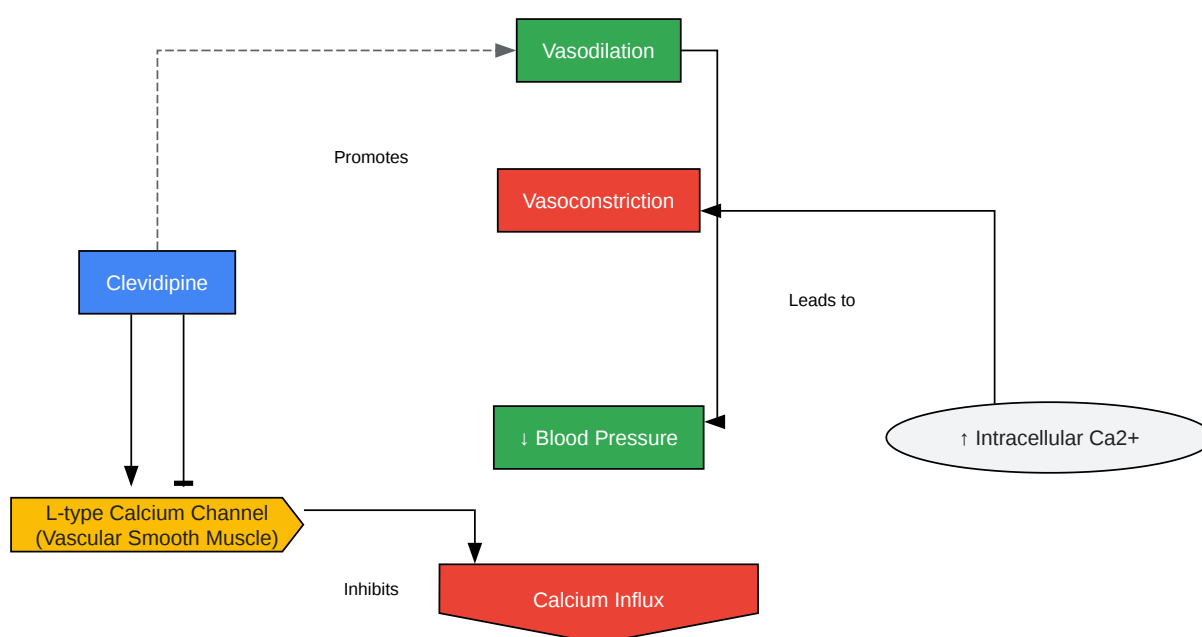 Vasodilation
Promotes
Vasoconstriction
Clevidipine
Leads to
↓ Blood Pressure
↑ Intracellular Ca2+
L-type Calcium Channel
(Vascular Smooth Muscle)
Inhibits
Calcium Influx